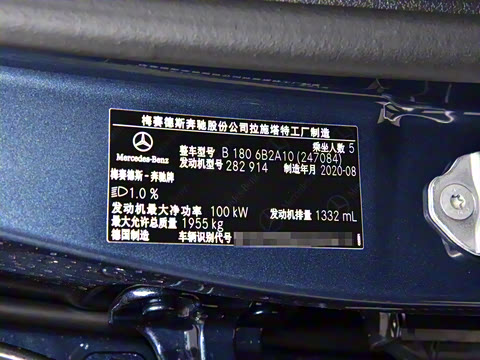 梅赛德斯奔驰股份公司拉施塔特工厂制造
乘坐人数 5
整车型号 B 180 6B2A10 (247084)
Mercedes-Benz
发动机型号 282 914 制造年月 2020-08
梅赛德斯 - 奔驰牌
1.0 %
发动机最大净功率 100 kW 发动机排量 1332 mL
最大允许总质量 1955 kg
德国制造 车辆识别代号